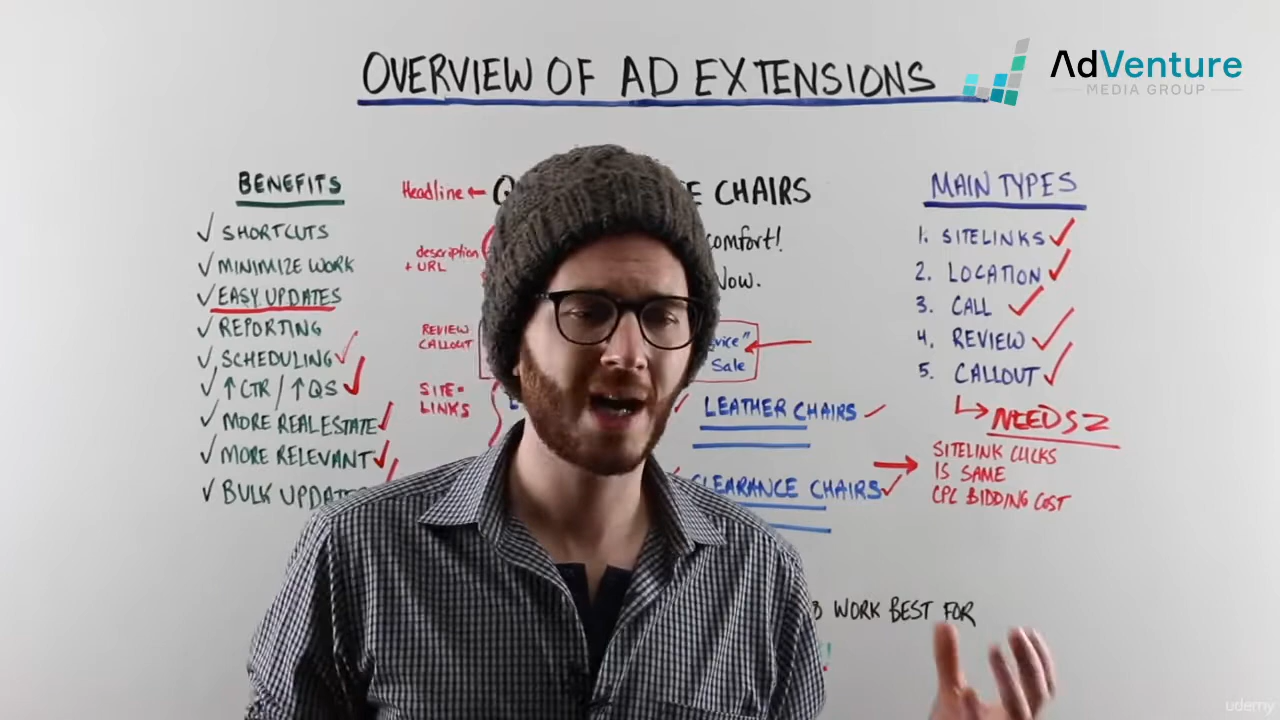 OVERVIEW OF AD EXTENSIONS
AdVenture
MEDIA GROUP
BENEFITS
✓ SHORTCUTS
✓ MINIMIZE WORK
✓ EASY UPDATES
✓ REPORTING
✓ SCHEDULING
✓ ↑CTR / ↑QS
✓ MORE REAL ESTATE
✓ MORE RELEVANT
✓ BULK
Headline ←
CHAIRS
description
+ URL
comfort!
Now.
REVIEW
CALLOUT
Sale
SITE-
LINKS
LEATHER CHAIRS
CLEARANCE CHAIRS
WORK BEST FOR
MAIN TYPES
1. SITELINKS
2. LOCATION
3. CALL
4. REVIEW
5. CALLOUT
↳ NEEDS 2
→ SITELINK CLICKS
IS SAME
CPC BIDDING COST
udemy